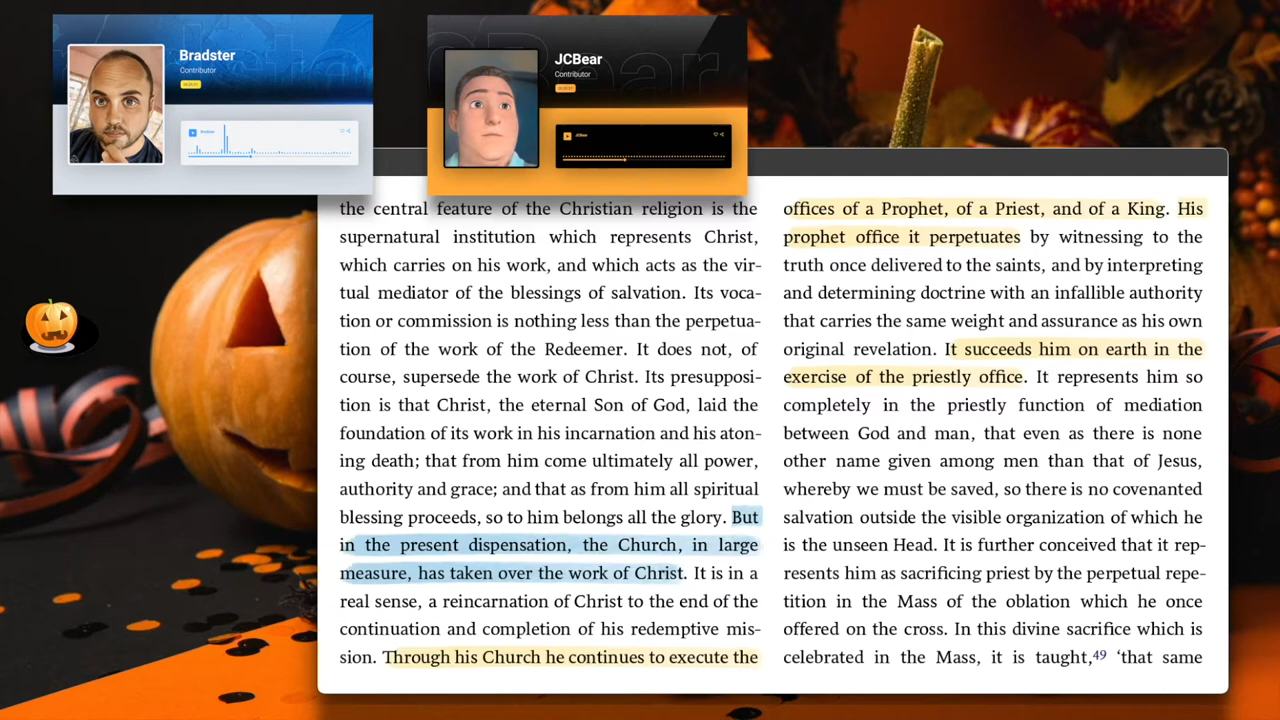 Bradster
Contributor
Bradster
JCBear
Contributor
JCBear
the central feature of the Christian religion is the
supernatural institution which represents Christ,
which carries on his work, and which acts as the vir-
tual mediator of the blessings of salvation. Its voca-
tion or commission is nothing less than the perpetua-
tion of the work of the Redeemer. It does not, of
course, supersede the work of Christ. Its presupposi-
tion is that Christ, the eternal Son of God, laid the
foundation of its work in his incarnation and his aton-
ing death; that from him come ultimately all power,
authority and grace; and that as from him all spiritual
blessing proceeds, so to him belongs all the glory. But
in the present dispensation, the Church, in large
measure, has taken over the work of Christ. It is in a
real sense, a reincarnation of Christ to the end of the
continuation and completion of his redemptive mis-
sion. Through his Church he continues to execute the
offices of a Prophet, of a Priest, and of a King. His
prophet office it perpetuates by witnessing to the
truth once delivered to the saints, and by interpreting
and determining doctrine with an infallible authority
that carries the same weight and assurance as his own
original revelation. It succeeds him on earth in the
exercise of the priestly office. It represents him so
completely in the priestly function of mediation
between God and man, that even as there is none
other name given among men than that of Jesus,
whereby we must be saved, so there is no covenanted
salvation outside the visible organization of which he
is the unseen Head. It is further conceived that it rep-
resents him as sacrificing priest by the perpetual repe-
tition in the Mass of the oblation which he once
offered on the cross. In this divine sacrifice which is
celebrated in the Mass, it is taught,49 ‘that same